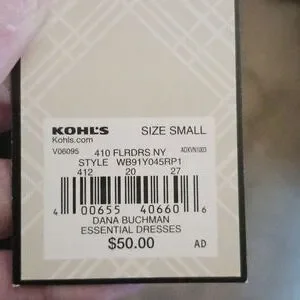 KOHL'S SIZE SMALL
Kohls.com
V06095 410 FLRDRS NY ADXVN1003
STYLE WB91Y045RP1
412 20 27
4 00655 40660 6
DANA BUCHMAN
ESSENTIAL DRESSES
$50.00 AD